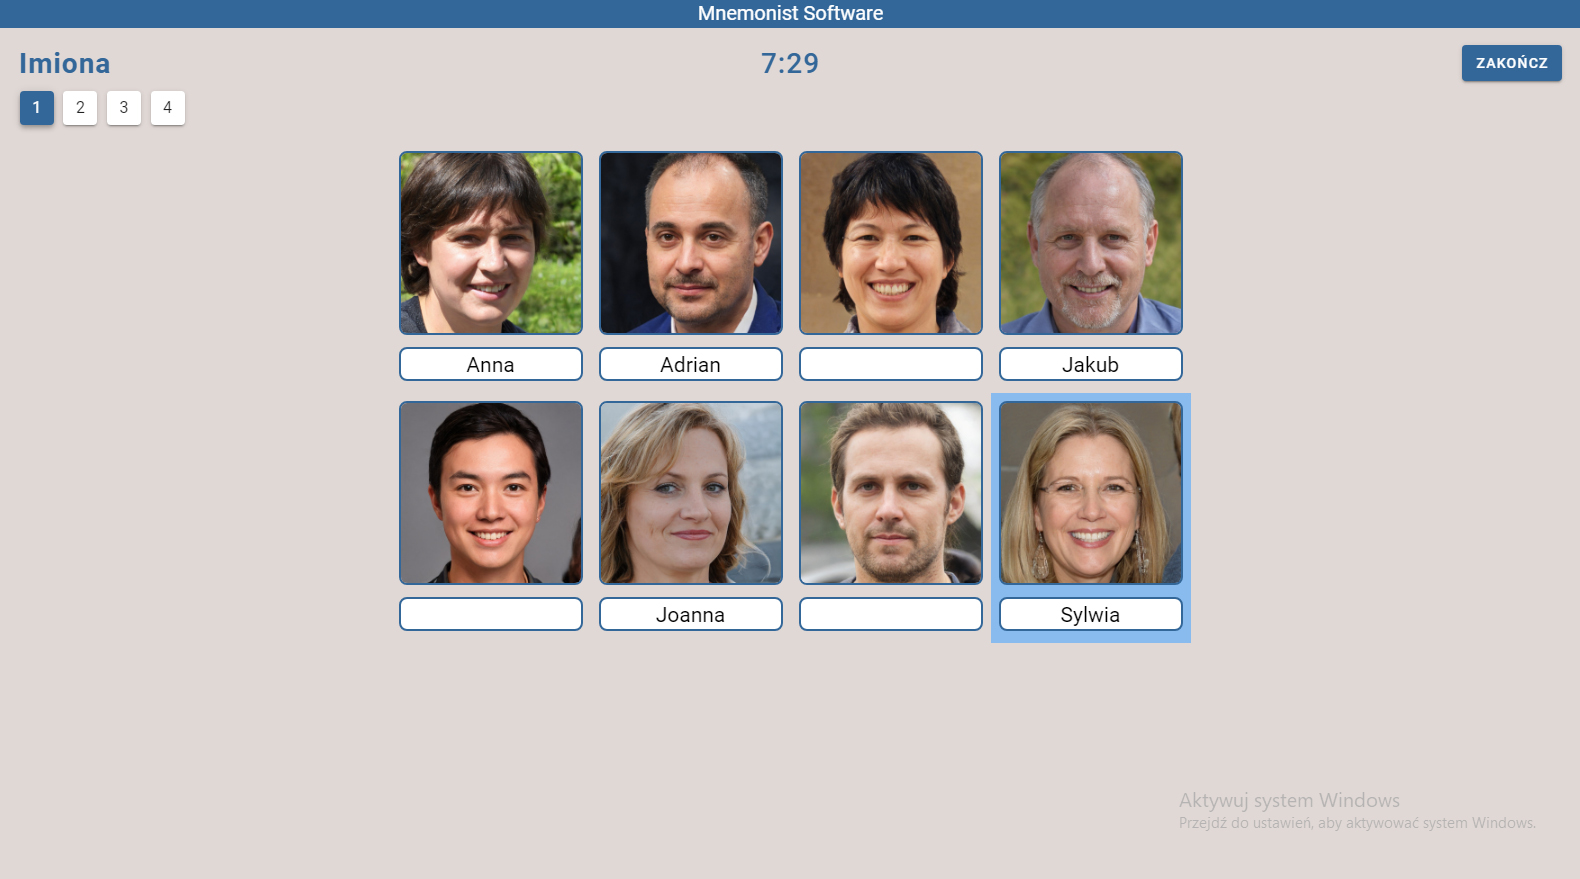 Mnemonist Software
Imiona
7:29
ZAKOŃCZ
1 2 3 4
Anna
Adrian
Jakub
Joanna
Sylwia
Aktywuj system Windows
Przejdź do ustawień, aby aktywować system Windows.